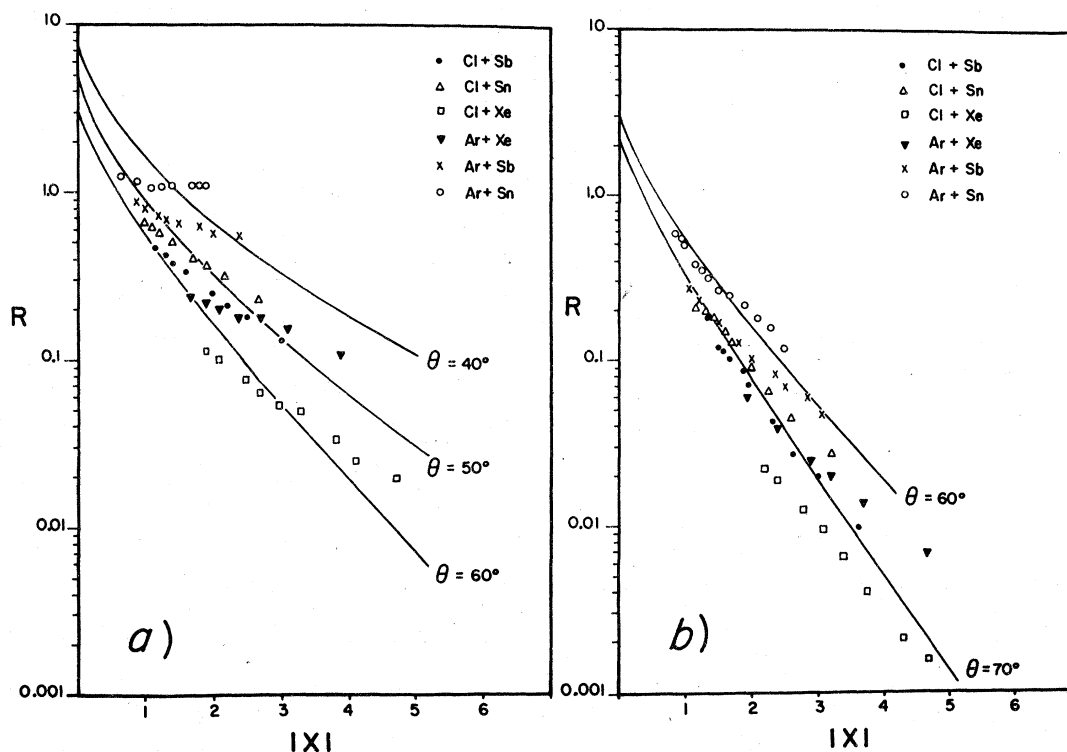 10
1.0
0.1
0.01
0.001
R
Cl + Sb
Cl + Sn
Cl + Xe
Ar + Xe
Ar + Sb
Ar + Sn
θ = 40°
θ = 50°
θ = 60°
a)
1 2 3 4 5 6
|X|
10
1.0
0.1
0.01
0.001
R
Cl + Sb
Cl + Sn
Cl + Xe
Ar + Xe
Ar + Sb
Ar + Sn
θ = 60°
θ = 70°
b)
1 2 3 4 5 6
|X|